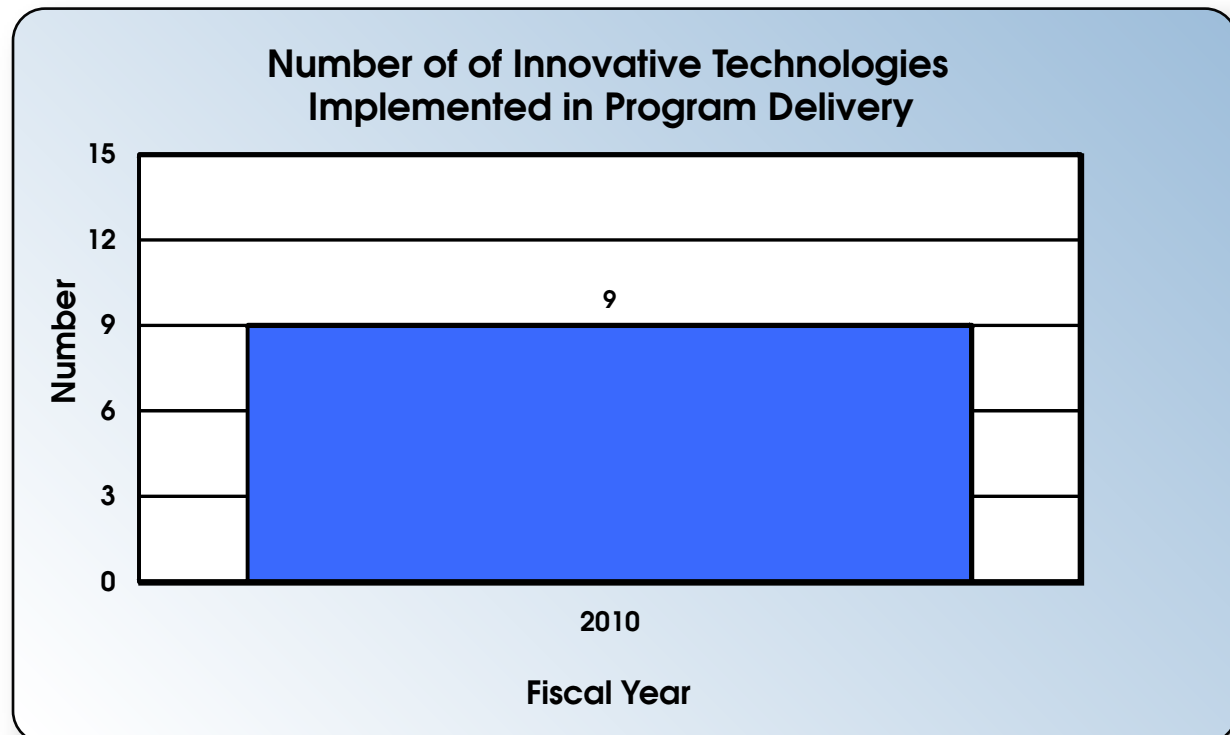 Number of of Innovative Technologies
Implemented in Program Delivery
15
12
9
9
6
3
0
Number
2010
Fiscal Year